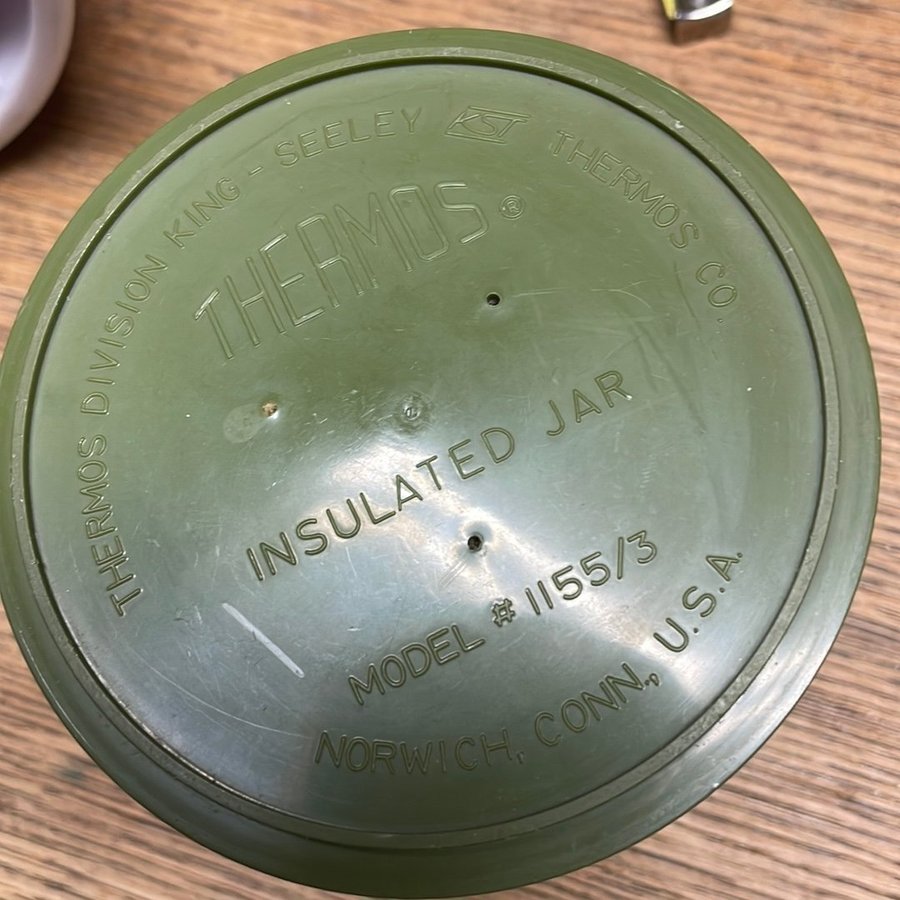 THERMOS DIVISION KING - SEELEY KST THERMOS CO.
THERMOS ®
INSULATED JAR
MODEL # 1155/3
NORWICH, CONN., U.S.A.